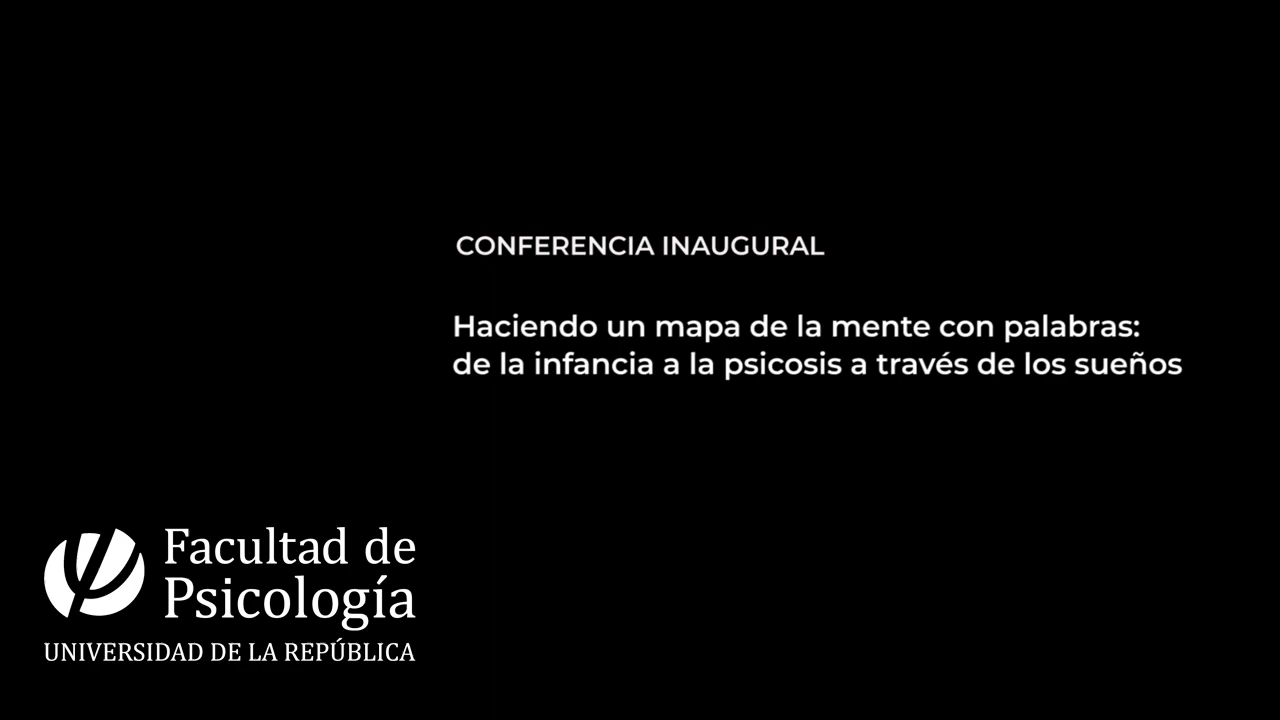 CONFERENCIA INAUGURAL
Haciendo un mapa de la mente con palabras:
de la infancia a la psicosis a través de los sueños
Facultad de
Psicología
UNIVERSIDAD DE LA REPÚBLICA